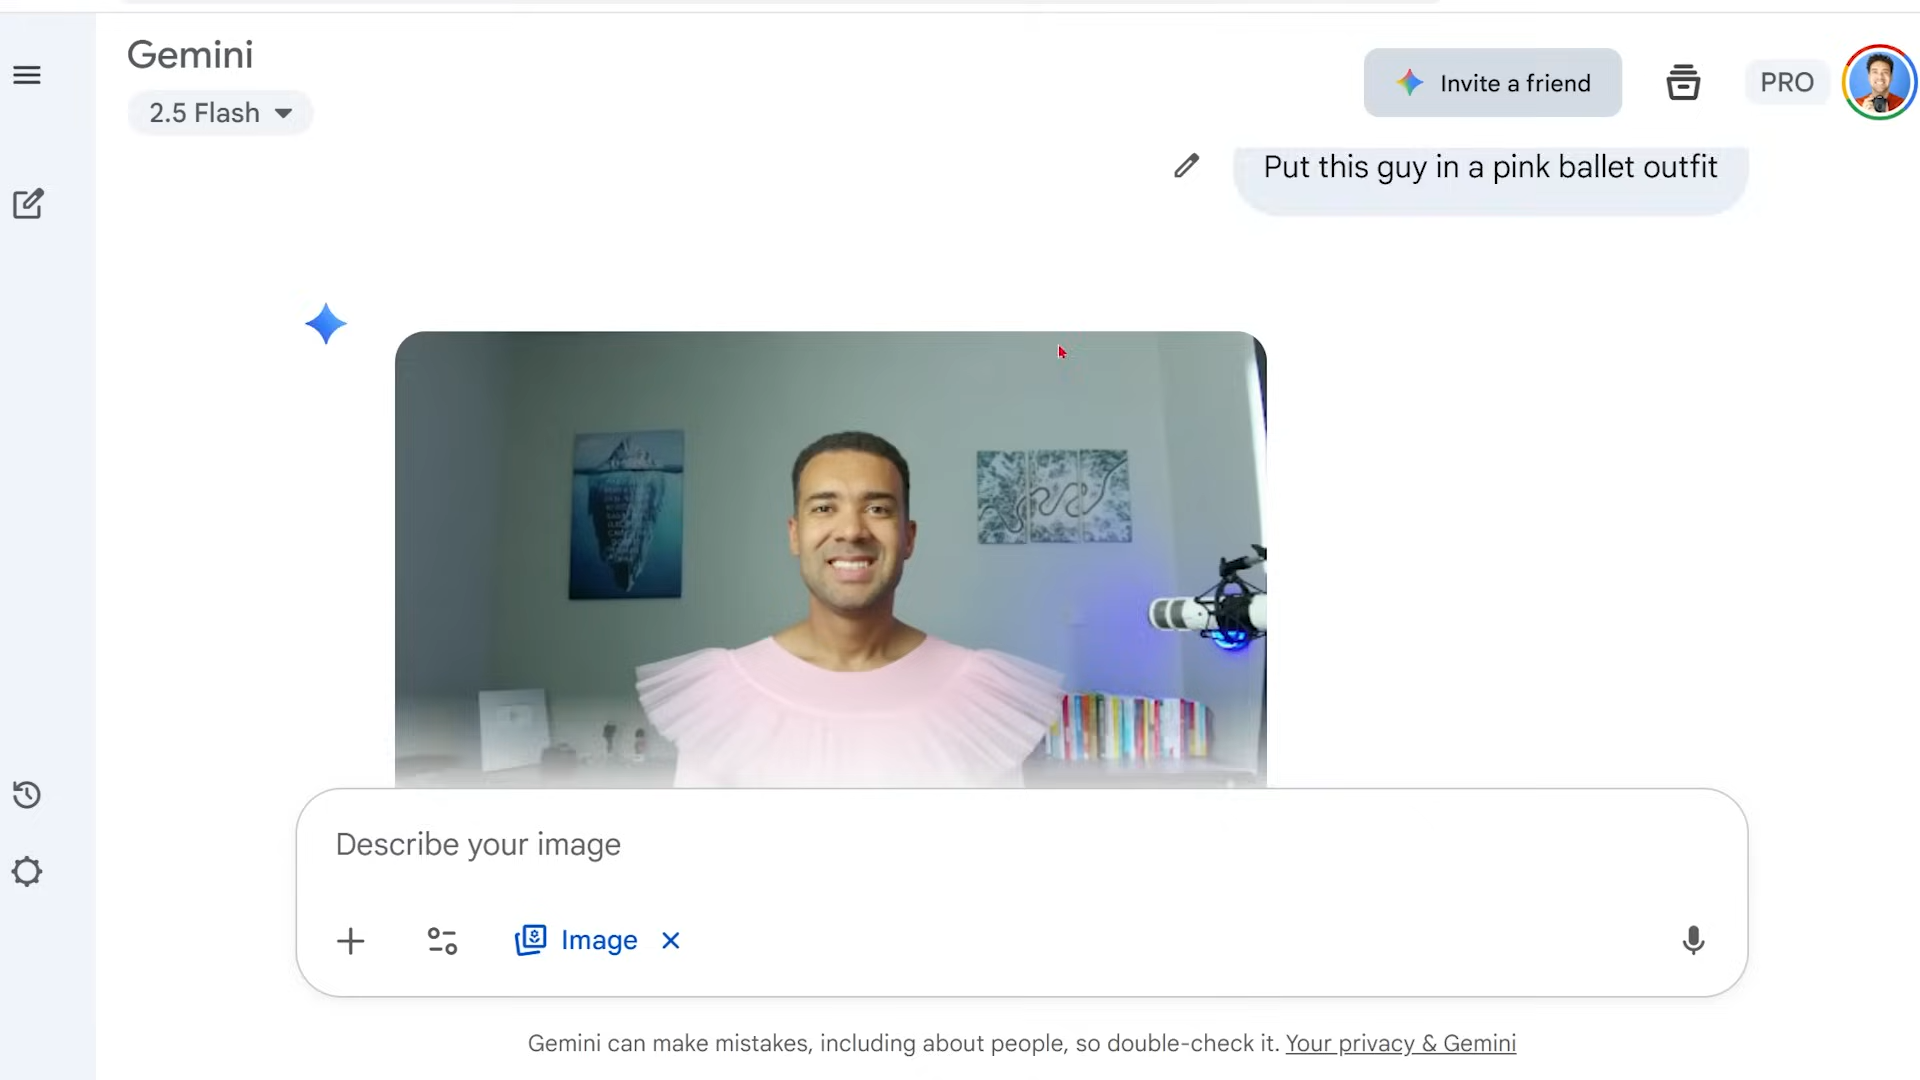 Gemini
2.5 Flash
Invite a friend
PRO
Put this guy in a pink ballet outfit
Describe your image
Image
Gemini can make mistakes, including about people, so double-check it. Your privacy & Gemini